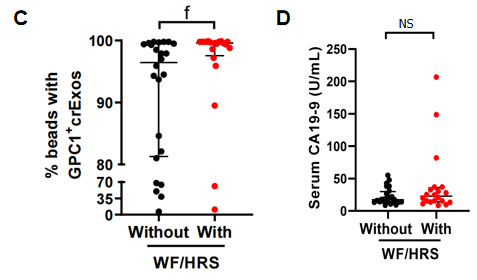 C
f
% beads with
GPC1+crExos
100
90
80
70
35
0
Without With
WF/HRS
D
NS
Serum CA19-9 (U/mL)
250
200
150
100
50
0
Without With
WF/HRS